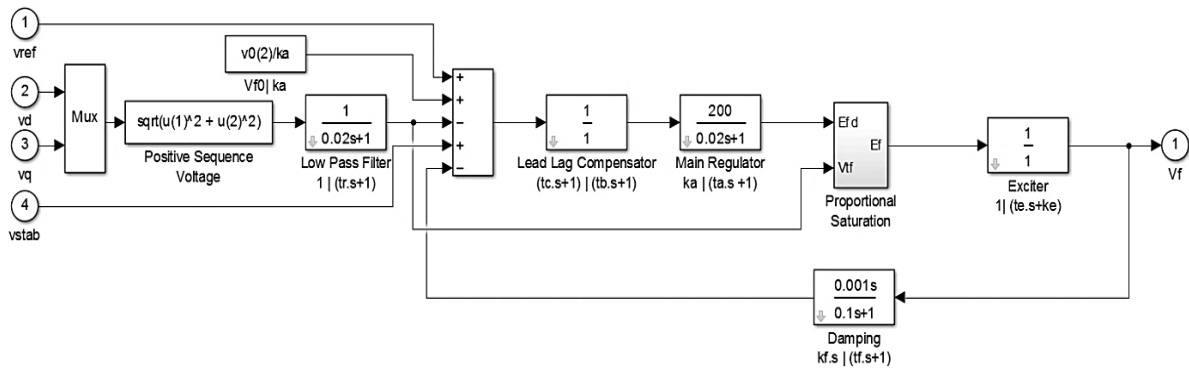 1
vref
v0(2)/ka
Vf0| ka
2
vd
3
vq
Mux
sqrt(u(1)^2 + u(2)^2)
Positive Sequence
Voltage
1
0.02s+1
Low Pass Filter
1 | (tr.s+1)
4
vstab
+
+
−
+
−
1
1
Lead Lag Compensator
(tc.s+1) | (tb.s+1)
200
0.02s+1
Main Regulator
ka | (ta.s +1)
Efd
Ef
Vtf
Proportional
Saturation
1
1
Exciter
1| (te.s+ke)
1
Vf
0.001s
0.1s+1
Damping
kf.s | (tf.s+1)